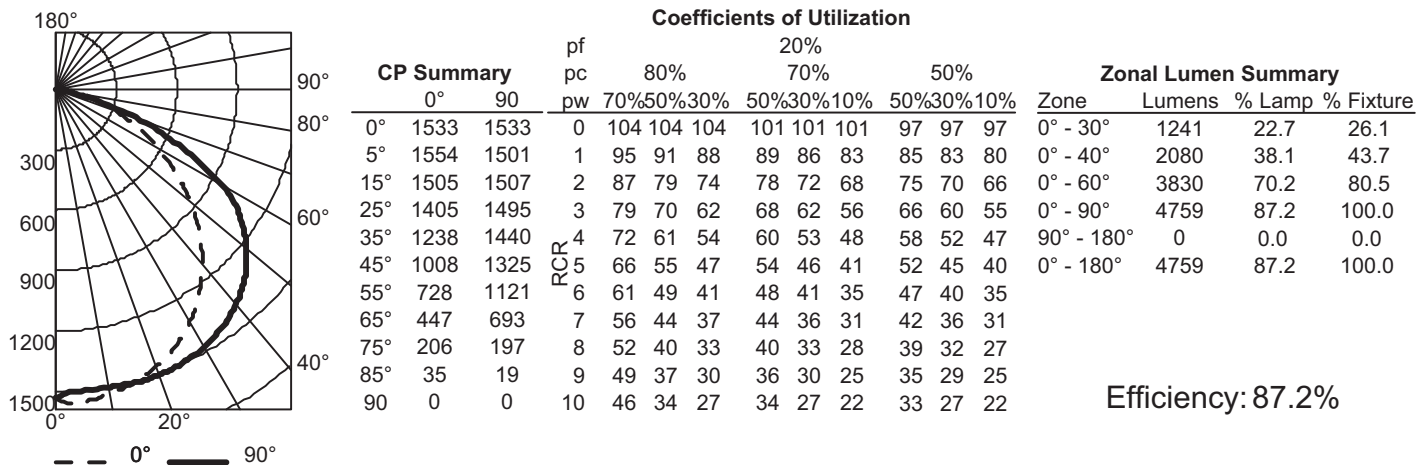 180°
90°
80°
60°
40°
300
600
900
1200
1500
0° 20°
0° 90°
CP Summary
0° 90
0° 1533 1533
5° 1554 1501
15° 1505 1507
25° 1405 1495
35° 1238 1440
45° 1008 1325
55° 728 1121
65° 447 693
75° 206 197
85° 35 19
90 0 0
Coefficients of Utilization
pf 20%
pc 80% 70% 50%
pw 70%50%30% 50%30%10% 50%30%10%
RCR
0 104 104 104 101 101 101 97 97 97
1 95 91 88 89 86 83 85 83 80
2 87 79 74 78 72 68 75 70 66
3 79 70 62 68 62 56 66 60 55
4 72 61 54 60 53 48 58 52 47
5 66 55 47 54 46 41 52 45 40
6 61 49 41 48 41 35 47 40 35
7 56 44 37 44 36 31 42 36 31
8 52 40 33 40 33 28 39 32 27
9 49 37 30 36 30 25 35 29 25
10 46 34 27 34 27 22 33 27 22
Zonal Lumen Summary
Zone Lumens % Lamp % Fixture
0° - 30° 1241 22.7 26.1
0° - 40° 2080 38.1 43.7
0° - 60° 3830 70.2 80.5
0° - 90° 4759 87.2 100.0
90° - 180° 0 0.0 0.0
0° - 180° 4759 87.2 100.0
Efficiency: 87.2%